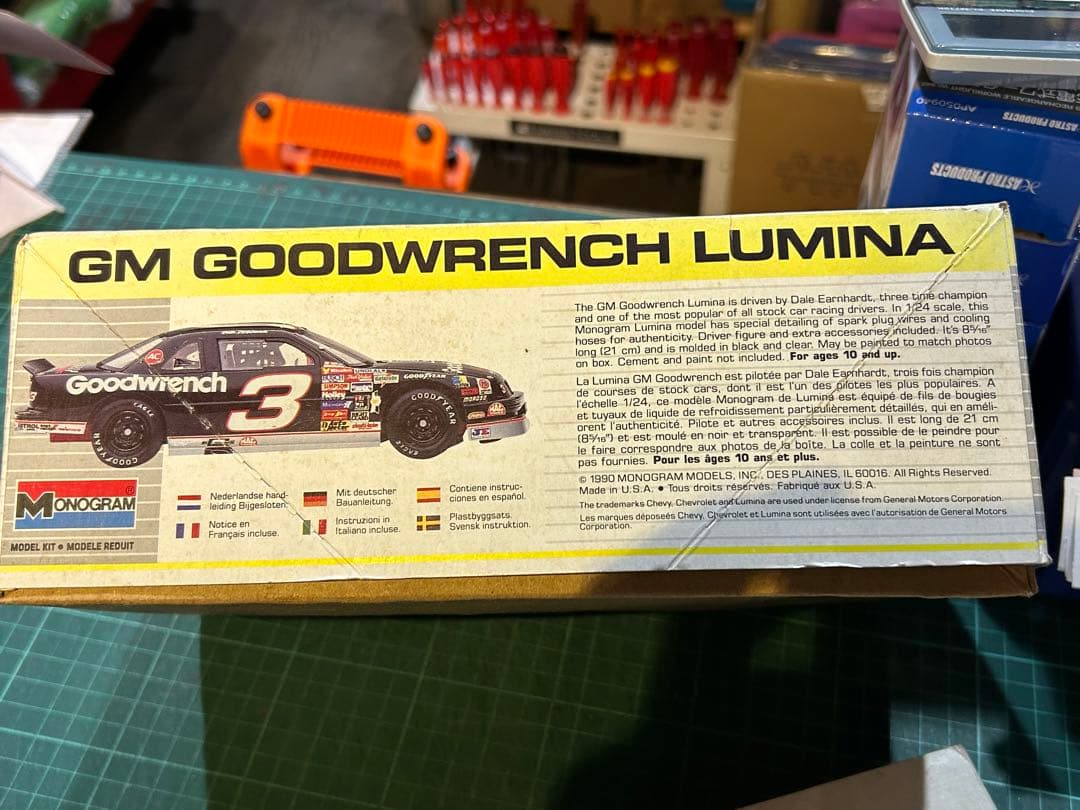 GM GOODWRENCH LUMINA
The GM Goodwrench Lumina is driven by Dale Earnhardt, three time champion
and one of the most popular of all stock car racing drivers. In 1/24 scale, this
Monogram Lumina model has special detailing of spark plug wires and cooling
hoses for authenticity. Driver figure and extra accessories included. It's 8⁵/₁₆"
long (21 cm) and is molded in black and clear. May be painted to match photos
on box. Cement and paint not included. For ages 10 and up.
La Lumina GM Goodwrench est pilotée par Dale Earnhardt, trois fois champion
de courses de stock cars, dont il est l'un des pilotes les plus populaires. A
l'échelle 1/24, ce modèle Monogram de Lumina est équipé de fils de bougies
et tuyaux de liquide de refroidissement particulièrement détaillés, qui en améli-
orent l'authenticité. Pilote et autres accessoires inclus. Il est long de 21 cm
(8⁵/₁₆") et est moulé en noir et transparent. Il est possible de le peindre pour
le faire correspondre aux photos de la boîte. La colle et la peinture ne sont
pas fournies. Pour les âges 10 ans et plus.
© 1990 MONOGRAM MODELS, INC., DES PLAINES, IL 60016. All Rights Reserved.
Made in U.S.A. ● Tous droits réservés. Fabriqué aux U.S.A.
The trademarks Chevy, Chevrolet and Lumina are used under license from General Motors Corporation.
Les marques déposeés Chevy, Chevrolet et Lumina sont utilisées avec l'autorisation de General Motors
Corporation.
AC
Goodwrench
3
GOODYEAR
GOODYEAR
GOODYEAR
SIMPSON
MAC
MONOGRAM
®
MODEL KIT ● MODELE REDUIT
Nederlandse hand-
leiding Bijgesloten.
Notice en
Français incluse.
Mit deutscher
Bauanleitung.
Instruzioni in
Italiano incluse.
Contiene instruc-
ciones en español.
Plastbyggsats.
Svensk instruktion.
AP050940
ASTRO PRODUCTS
ASTRO PRODUCTS
RECHARGEABLE WORKLIGHT